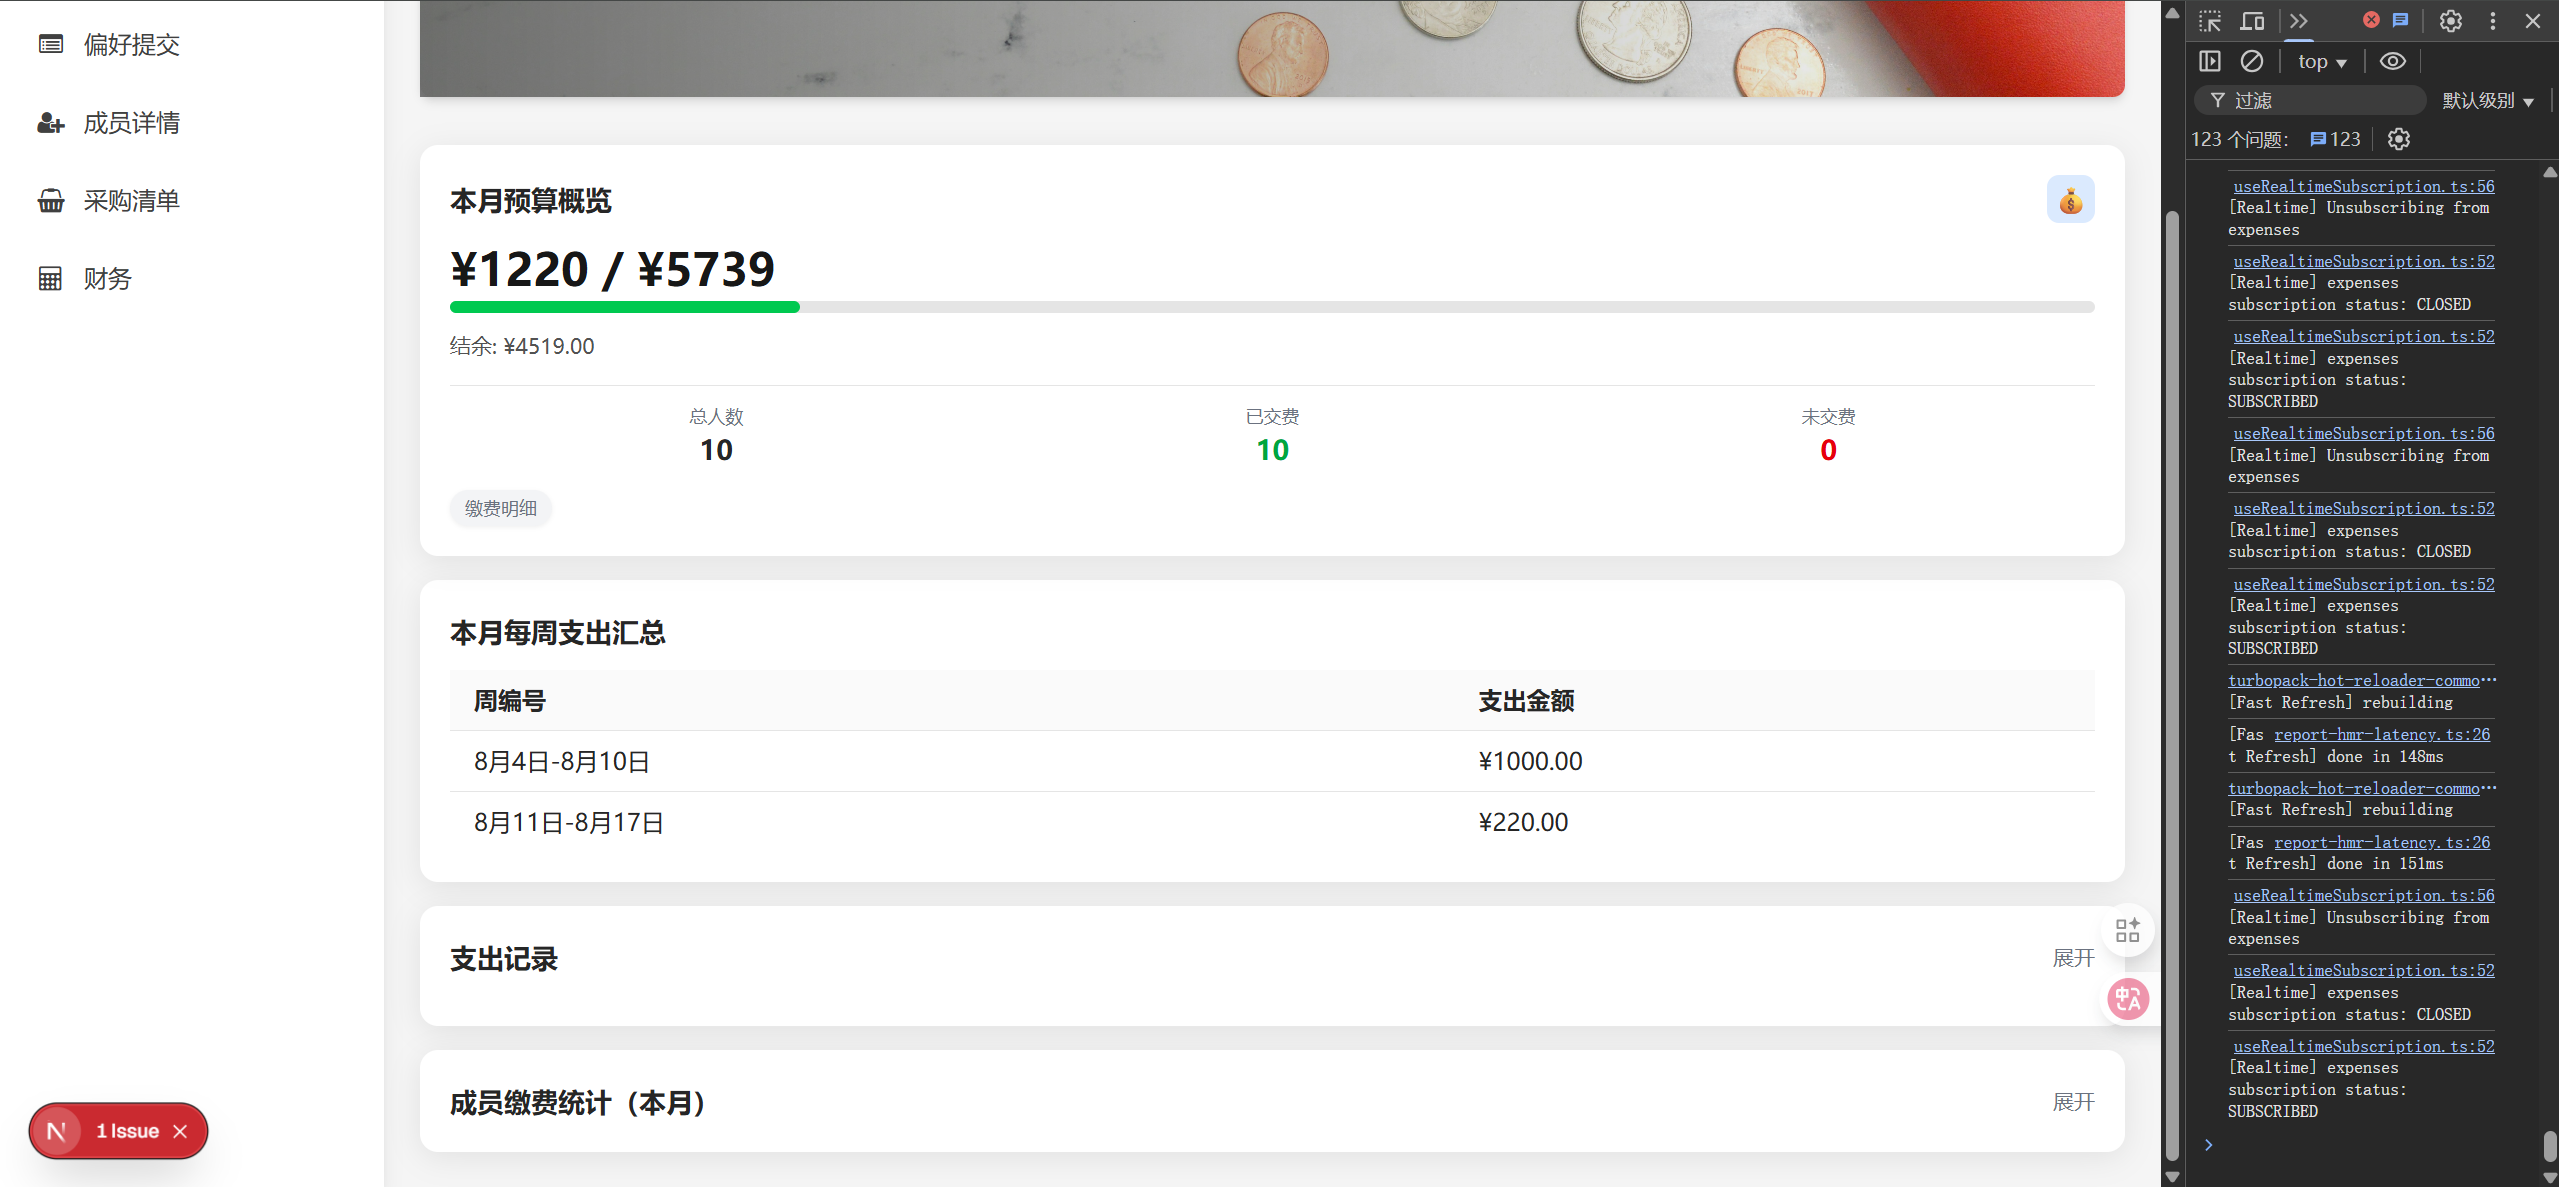 偏好提交
成员详情
采购清单
财务
1 Issue
本月预算概览
¥1220 / ¥5739
结余: ¥4519.00
总人数
10
已交费
10
未交费
0
缴费明细
本月每周支出汇总
周编号 支出金额
8月4日-8月10日 ¥1000.00
8月11日-8月17日 ¥220.00
支出记录 展开
成员缴费统计（本月） 展开
中A
top
过滤 默认级别
123 个问题： 123
useRealtimeSubscription.ts:56
[Realtime] Unsubscribing from
expenses
useRealtimeSubscription.ts:52
[Realtime] expenses
subscription status: CLOSED
useRealtimeSubscription.ts:52
[Realtime] expenses
subscription status:
SUBSCRIBED
useRealtimeSubscription.ts:56
[Realtime] Unsubscribing from
expenses
useRealtimeSubscription.ts:52
[Realtime] expenses
subscription status: CLOSED
useRealtimeSubscription.ts:52
[Realtime] expenses
subscription status:
SUBSCRIBED
turbopack-hot-reloader-commo…
[Fast Refresh] rebuilding
[Fas report-hmr-latency.ts:26
t Refresh] done in 148ms
turbopack-hot-reloader-commo…
[Fast Refresh] rebuilding
[Fas report-hmr-latency.ts:26
t Refresh] done in 151ms
useRealtimeSubscription.ts:56
[Realtime] Unsubscribing from
expenses
useRealtimeSubscription.ts:52
[Realtime] expenses
subscription status: CLOSED
useRealtimeSubscription.ts:52
[Realtime] expenses
subscription status:
SUBSCRIBED